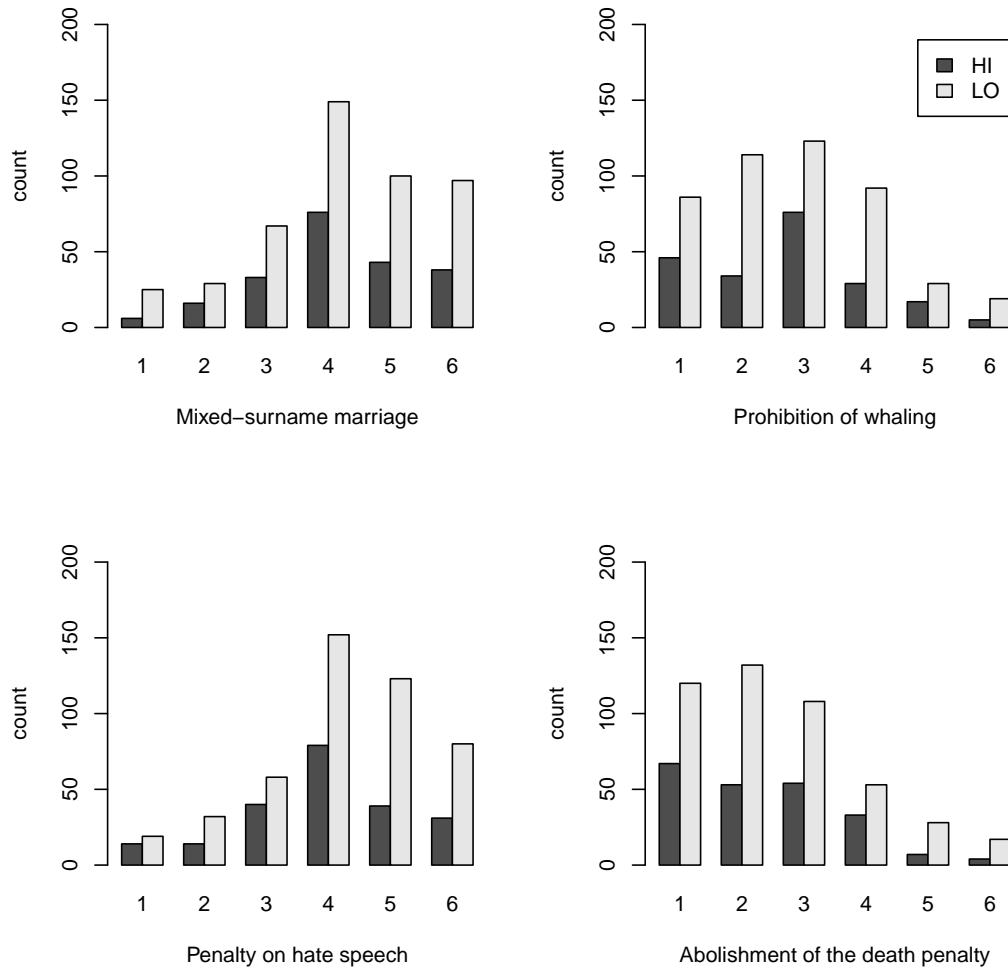 200
150
100
50
0
count
1 2 3 4 5 6
Mixed−surname marriage
200
150
100
50
0
count
1 2 3 4 5 6
Prohibition of whaling
HI
LO
200
150
100
50
0
count
1 2 3 4 5 6
Penalty on hate speech
200
150
100
50
0
count
1 2 3 4 5 6
Abolishment of the death penalty